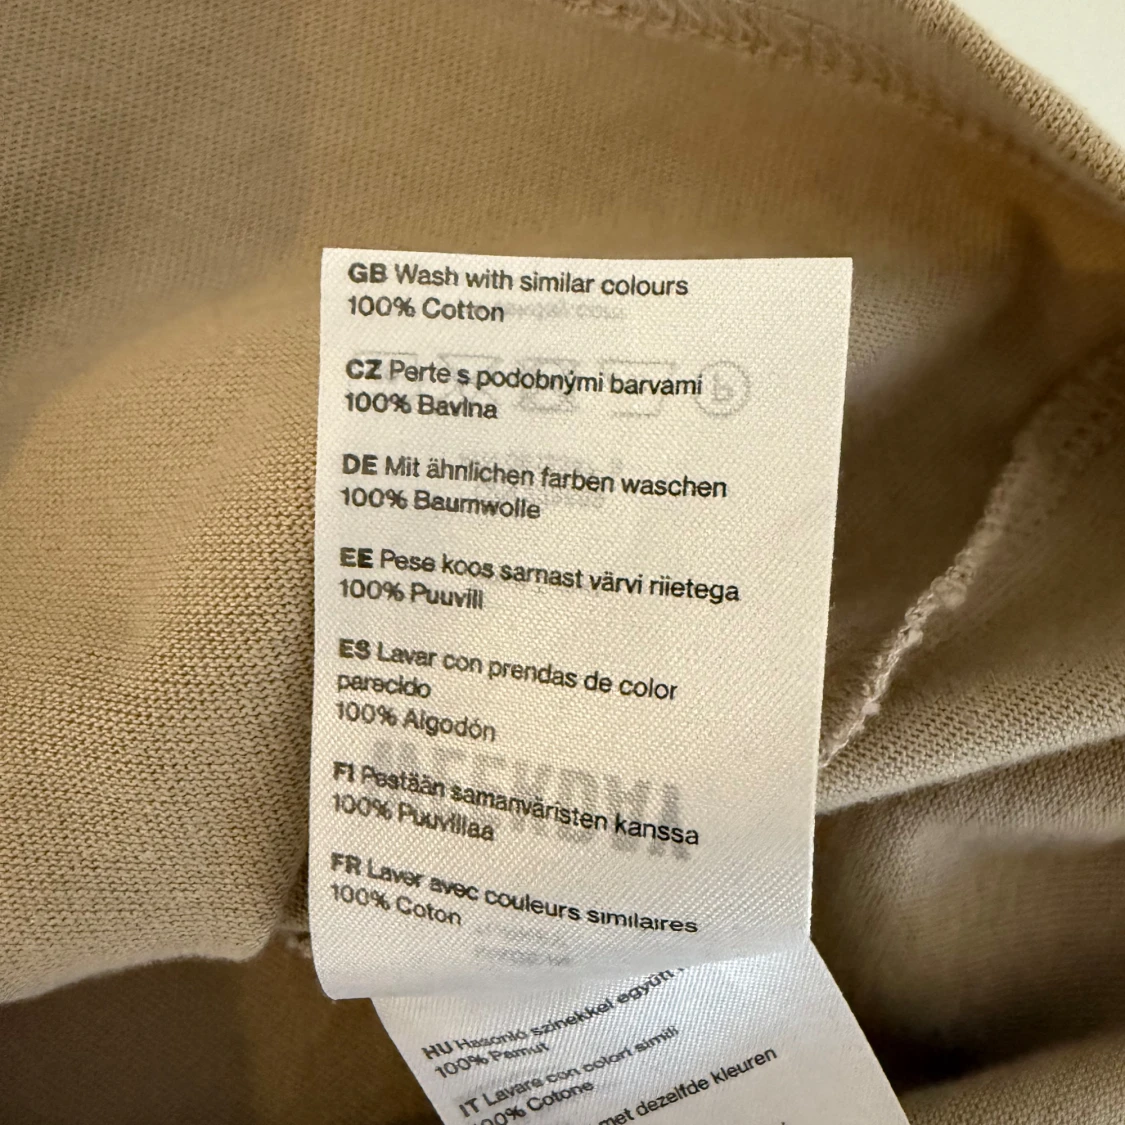 GB Wash with similar colours
100% Cotton
CZ Perte s podobnými barvami
100% Bavlna
DE Mit ähnlichen farben waschen
100% Baumwolle
EE Pese koos sarnast värvi riietega
100% Puuvill
ES Lavar con prendas de color
parecido
100% Algodón
FI Pestään samanväristen kanssa
100% Puuvillaa
FR Laver avec couleurs similaires
100% Coton
HU Hasonló színekkel együtt
100% Pamut
IT Lavare con colori simili
100% Cotone
met dezelfde kleuren